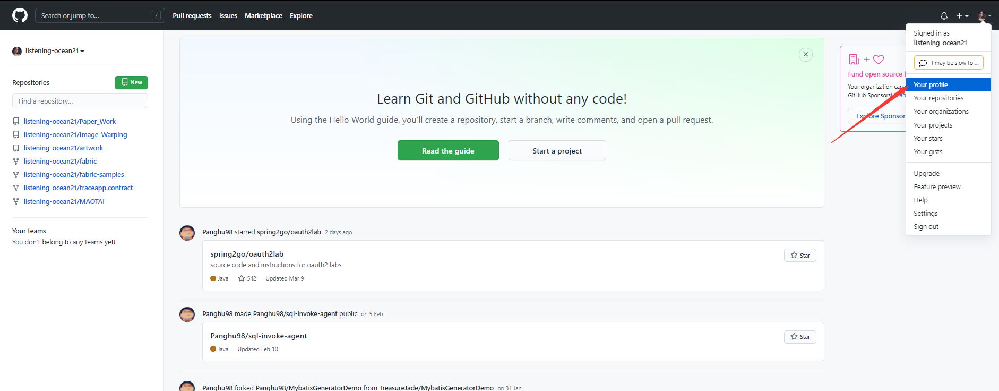 Search or jump to... /
Pull requests Issues Marketplace Explore
listening-ocean21
Repositories
New
Find a repository...
listening-ocean21/Paper_Work
listening-ocean21/Image_Warping
listening-ocean21/artwork
listening-ocean21/fabric
listening-ocean21/fabric-samples
listening-ocean21/traceapp.contract
listening-ocean21/MAOTAI
Your teams
You don't belong to any teams yet!
Learn Git and GitHub without any code!
Using the Hello World guide, you'll create a repository, start a branch, write comments, and open a pull request.
Read the guide
Start a project
Panghu98 starred spring2go/oauth2lab 2 days ago
spring2go/oauth2lab
Star
source code and instructions for oauth2 labs
Java 542 Updated Mar 9
Panghu98 made Panghu98/sql-invoke-agent public on 5 Feb
Panghu98/sql-invoke-agent
Star
Java Updated Feb 10
Panghu98 forked Panghu98/MybatisGeneratorDemo from TreasureJade/MybatisGeneratorDemo on 31 Jan
Fund open source
Your organization can
GitHub Sponsors!
Explore Sponsor
Signed in as
listening-ocean21
I may be slow to ...
Your profile
Your repositories
Your organizations
Your projects
Your stars
Your gists
Upgrade
Feature preview
Help
Settings
Sign out